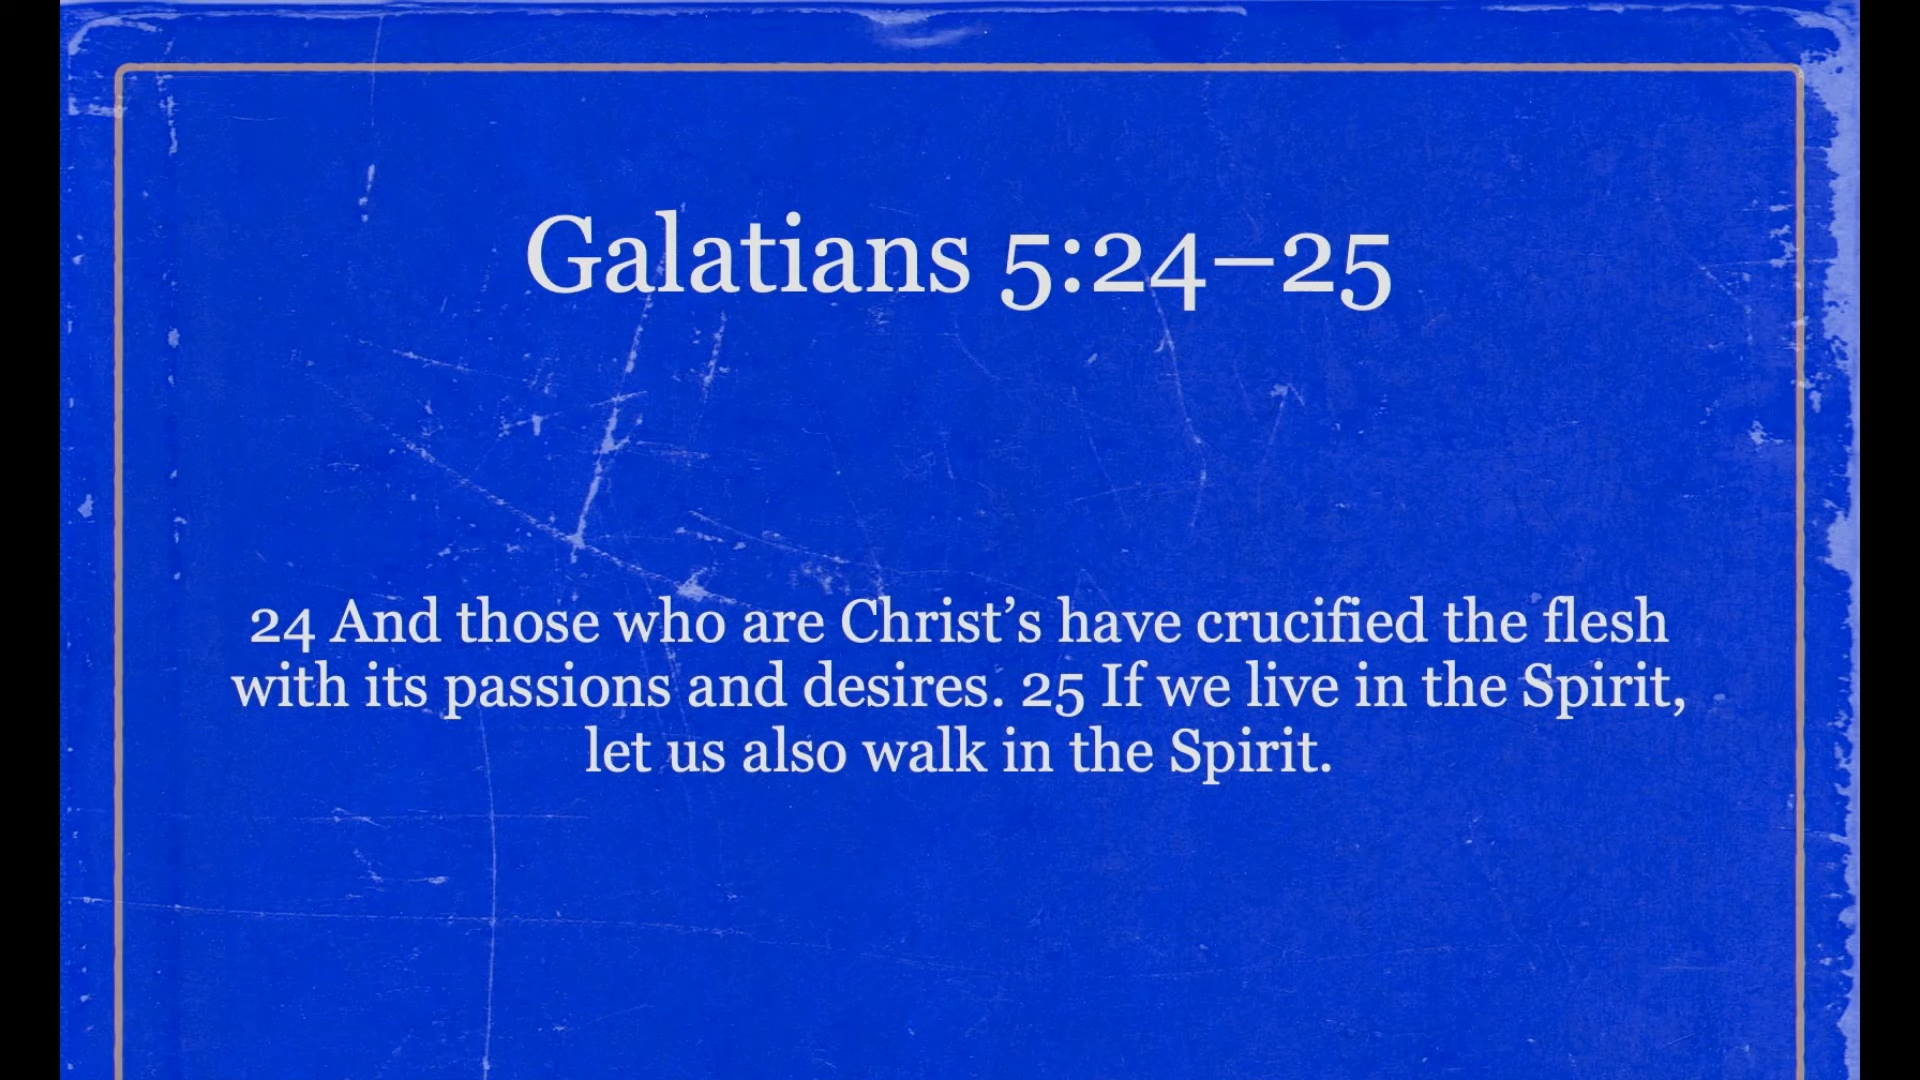 Galatians 5:24–25
24 And those who are Christ’s have crucified the flesh
with its passions and desires. 25 If we live in the Spirit,
let us also walk in the Spirit.